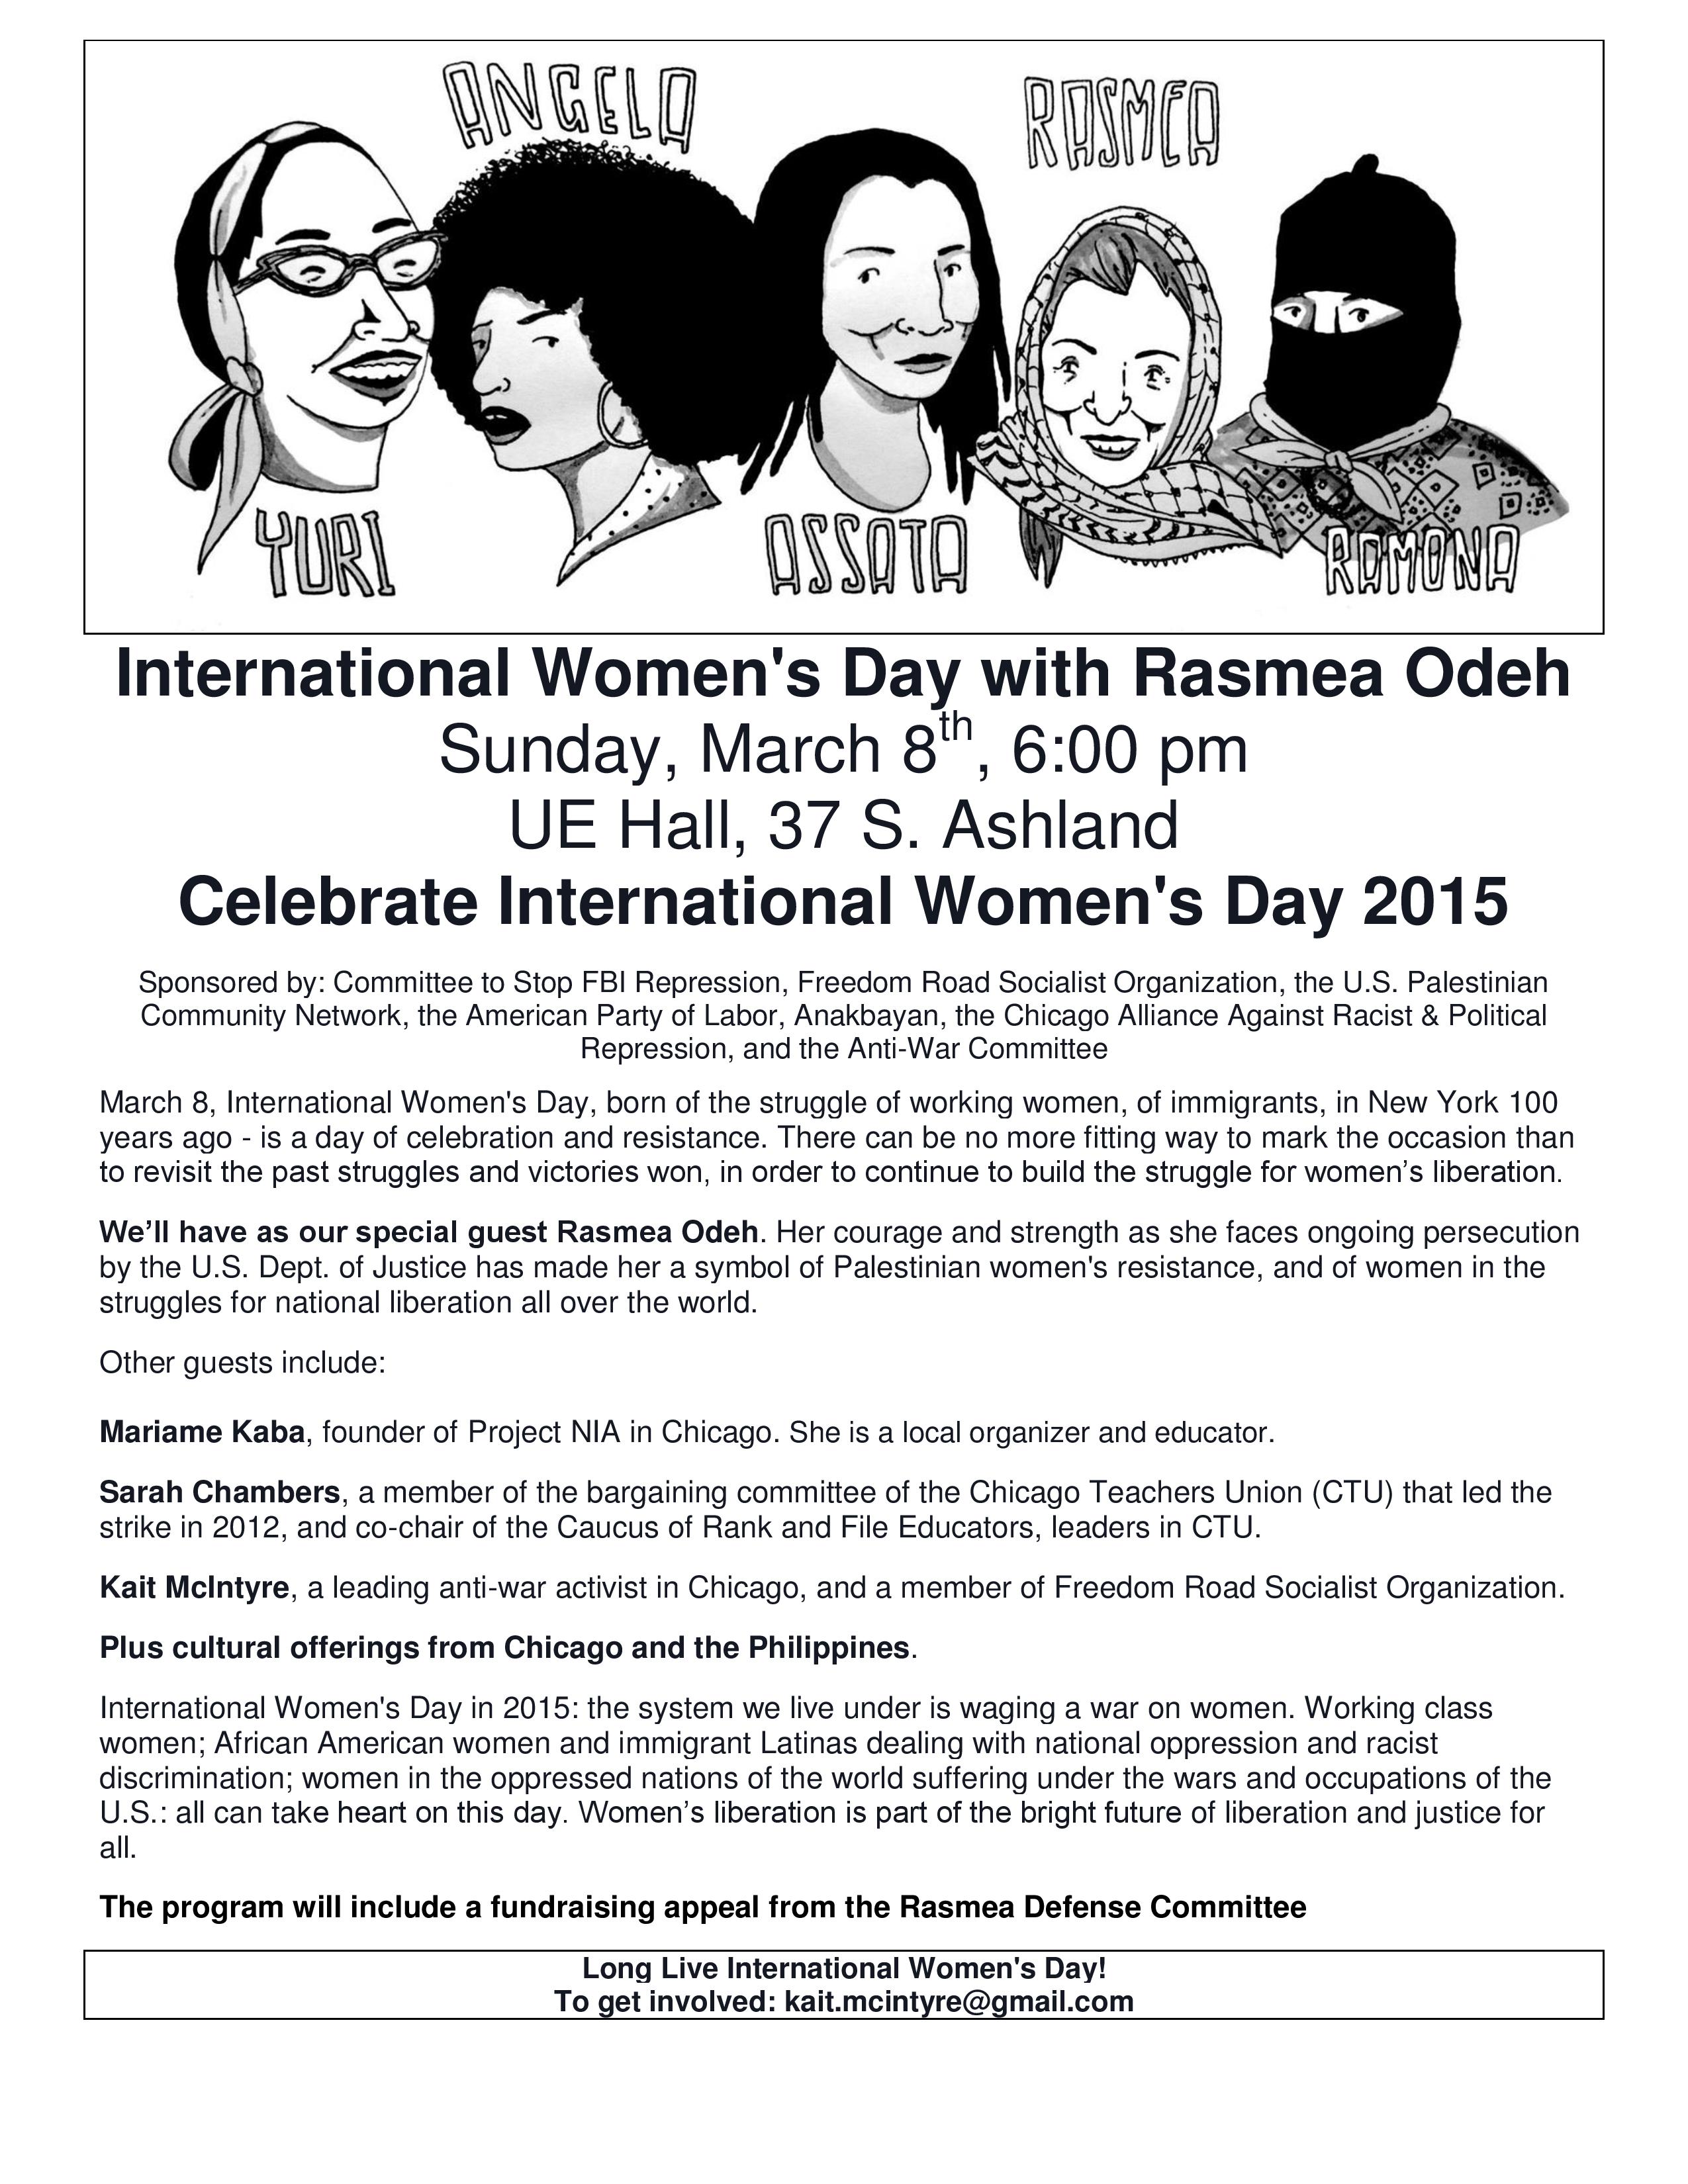 ANGELA
RASMEA
YURI
ASSATA
RAMONA
International Women's Day with Rasmea Odeh
Sunday, March 8th, 6:00 pm
UE Hall, 37 S. Ashland
Celebrate International Women's Day 2015
Sponsored by: Committee to Stop FBI Repression, Freedom Road Socialist Organization, the U.S. Palestinian
Community Network, the American Party of Labor, Anakbayan, the Chicago Alliance Against Racist & Political
Repression, and the Anti-War Committee
March 8, International Women's Day, born of the struggle of working women, of immigrants, in New York 100
years ago - is a day of celebration and resistance. There can be no more fitting way to mark the occasion than
to revisit the past struggles and victories won, in order to continue to build the struggle for women’s liberation.
We’ll have as our special guest Rasmea Odeh. Her courage and strength as she faces ongoing persecution
by the U.S. Dept. of Justice has made her a symbol of Palestinian women's resistance, and of women in the
struggles for national liberation all over the world.
Other guests include:
Mariame Kaba, founder of Project NIA in Chicago. She is a local organizer and educator.
Sarah Chambers, a member of the bargaining committee of the Chicago Teachers Union (CTU) that led the
strike in 2012, and co-chair of the Caucus of Rank and File Educators, leaders in CTU.
Kait McIntyre, a leading anti-war activist in Chicago, and a member of Freedom Road Socialist Organization.
Plus cultural offerings from Chicago and the Philippines.
International Women's Day in 2015: the system we live under is waging a war on women. Working class
women; African American women and immigrant Latinas dealing with national oppression and racist
discrimination; women in the oppressed nations of the world suffering under the wars and occupations of the
U.S.: all can take heart on this day. Women’s liberation is part of the bright future of liberation and justice for
all.
The program will include a fundraising appeal from the Rasmea Defense Committee
Long Live International Women's Day!
To get involved: kait.mcintyre@gmail.com